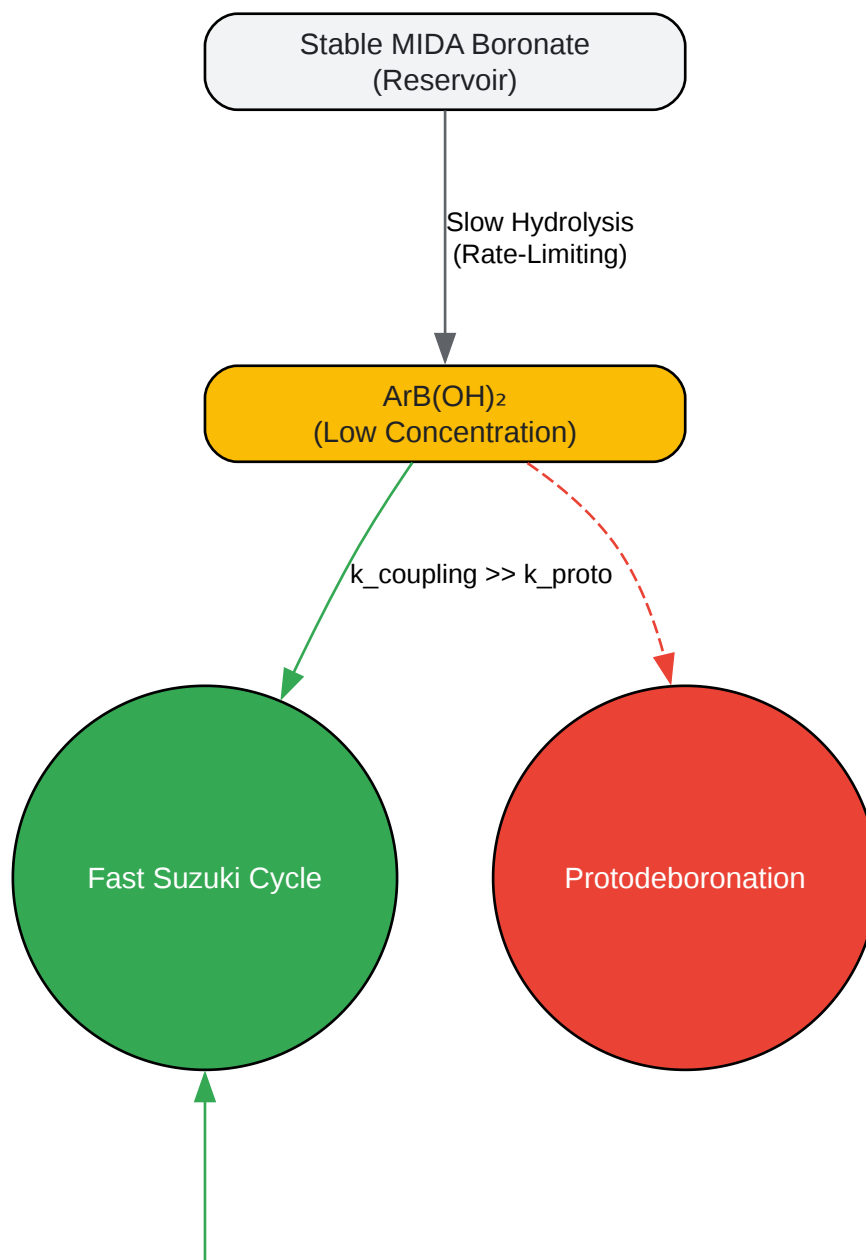 Stable MIDA Boronate
(Reservoir)
Slow Hydrolysis
(Rate-Limiting)
ArB(OH)₂
(Low Concentration)
k_coupling >> k_proto
Fast Suzuki Cycle
Protodeboronation